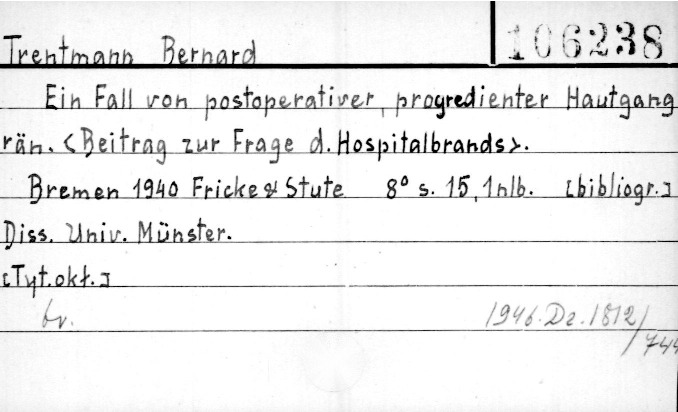 Trentmann Bernard 106238
Ein Fall von postoperativer, progredienter Hautgang
rän. <Beitrag zur Frage d. Hospitalbrands>.
Bremen 1940 Fricke & Stute 8° s. 15, 1nlb. [bibliogr.]
Diss. Univ. Münster.
[Tyt.okł.]
br. 1946.Dz.1812/
744